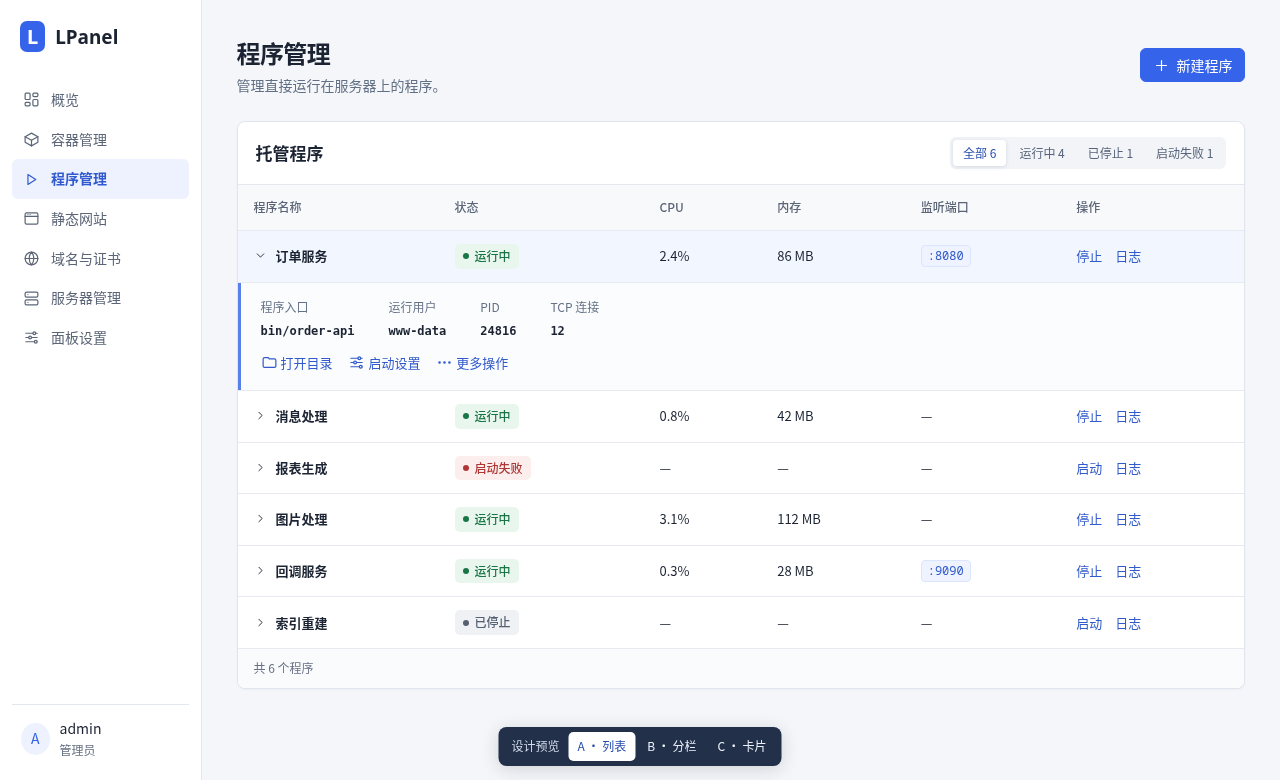 L LPanel
概览
容器管理
程序管理
静态网站
域名与证书
服务器管理
面板设置
A admin
管理员
程序管理
管理直接运行在服务器上的程序。
新建程序
托管程序
全部 6 运行中 4 已停止 1 启动失败 1
程序名称 状态 CPU 内存 监听端口 操作
订单服务 运行中 2.4% 86 MB :8080 停止 日志
程序入口 运行用户 PID TCP 连接
bin/order-api www-data 24816 12
打开目录 启动设置 更多操作
消息处理 运行中 0.8% 42 MB — 停止 日志
报表生成 启动失败 — — — 启动 日志
图片处理 运行中 3.1% 112 MB — 停止 日志
回调服务 运行中 0.3% 28 MB :9090 停止 日志
索引重建 已停止 — — — 启动 日志
共 6 个程序
设计预览 A · 列表 B · 分栏 C · 卡片